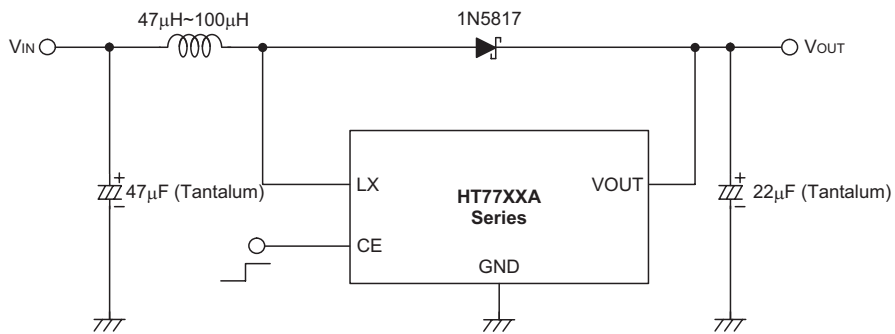 47μH~100μH
1N5817
VIN
VOUT
+
47μF (Tantalum)
−
LX
HT77XXA
Series
VOUT
+
22μF (Tantalum)
−
CE
GND